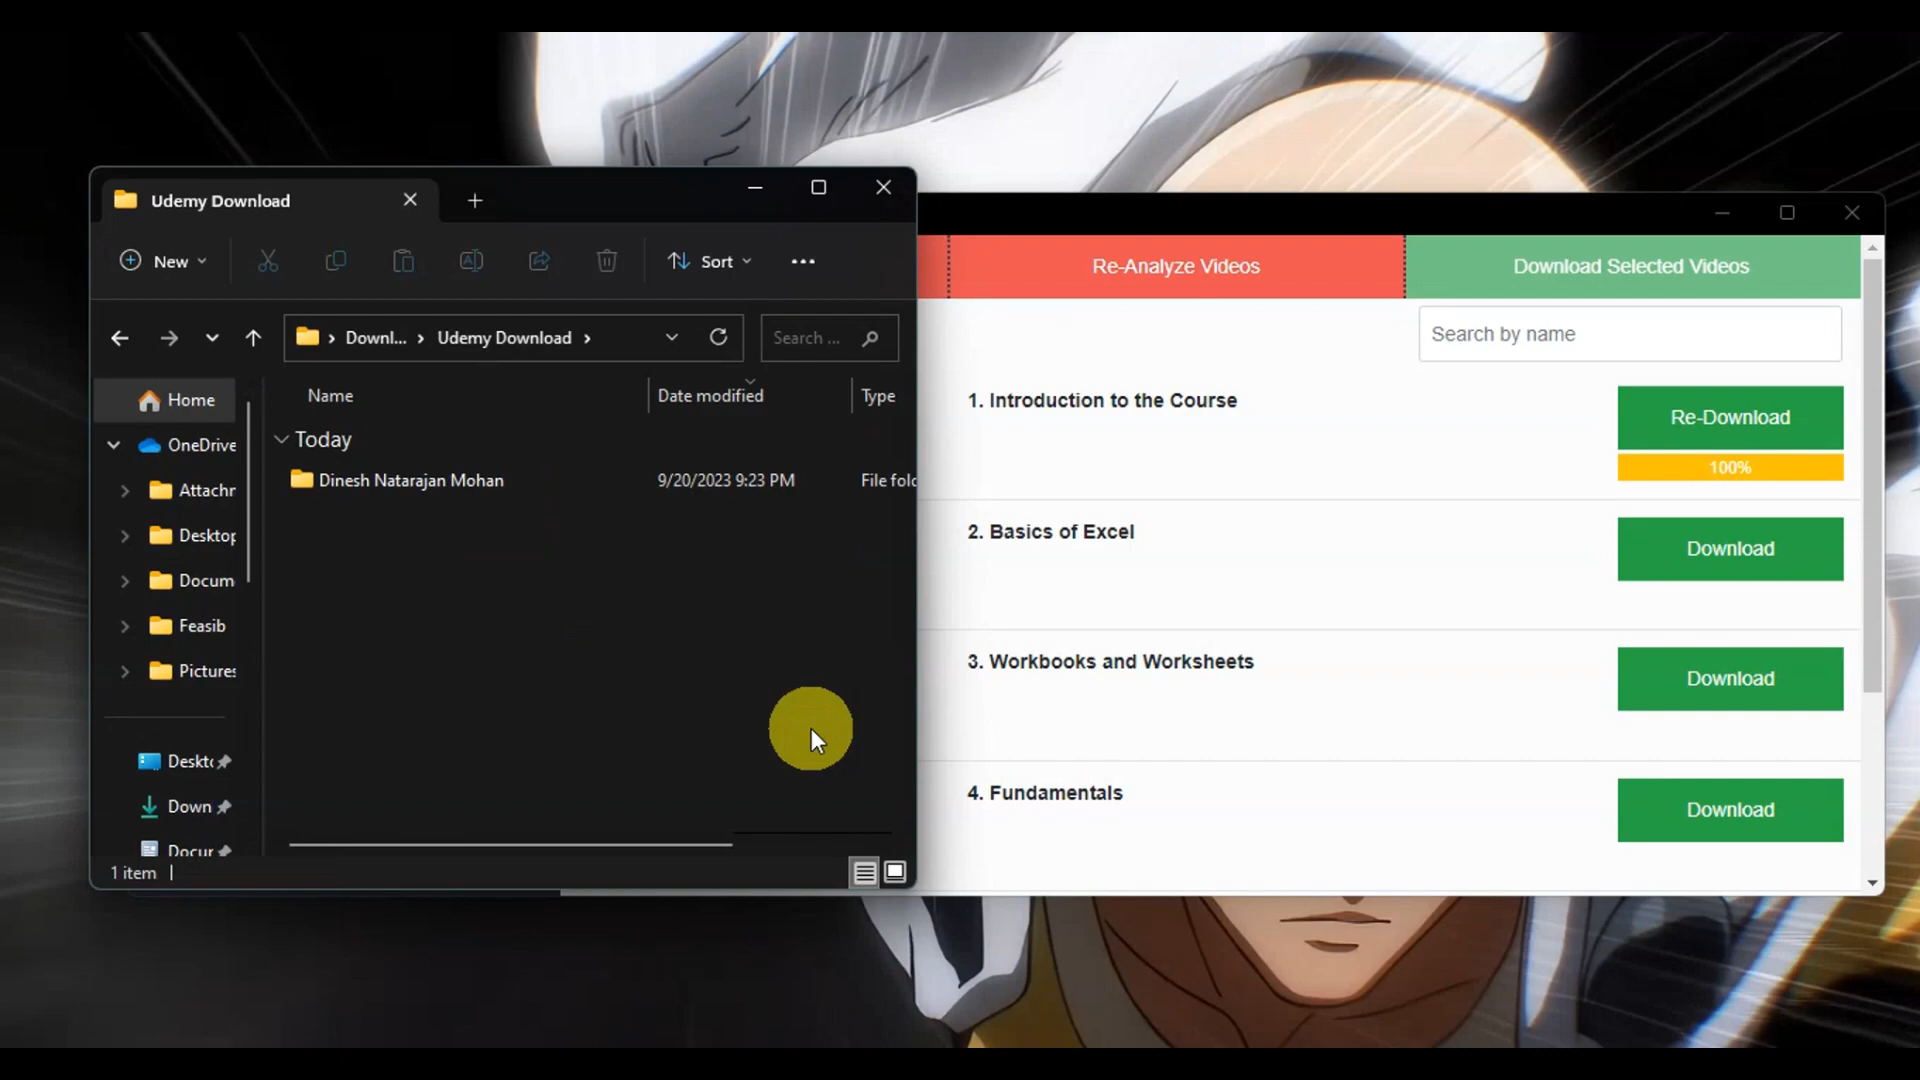 Udemy Download
New
Sort
Downl... > Udemy Download >
Search ...
Home
OneDrive
Attachr
Desktop
Docum
Feasib
Pictures
Deskt
Down
Docur
Name
Date modified
Type
Today
Dinesh Natarajan Mohan
9/20/2023 9:23 PM
File fold
1 item
Re-Analyze Videos
Download Selected Videos
Search by name
1. Introduction to the Course
Re-Download
100%
2. Basics of Excel
Download
3. Workbooks and Worksheets
Download
4. Fundamentals
Download